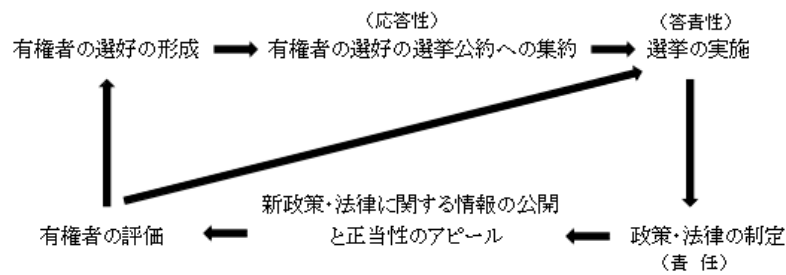 （応答性）
（答責性）
有権者の選好の形成
有権者の選好の選挙公約への集約
選挙の実施
新政策・法律に関する情報の公開
と正当性のアピール
有権者の評価
政策・法律の制定
（責　任）